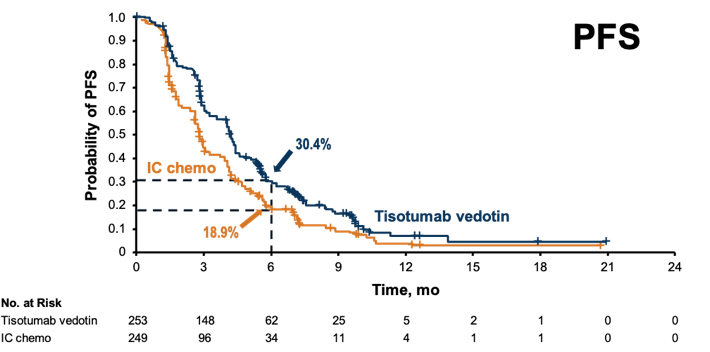 PFS
1.0
0.9
0.8
0.7
0.6
0.5
0.4
0.3
0.2
0.1
0
Probability of PFS
30.4%
IC chemo
Tisotumab vedotin
18.9%
0 3 6 9 12 15 18 21 24
Time, mo
No. at Risk
Tisotumab vedotin 253 148 62 25 5 2 1 0 0
IC chemo 249 96 34 11 4 1 1 0 0